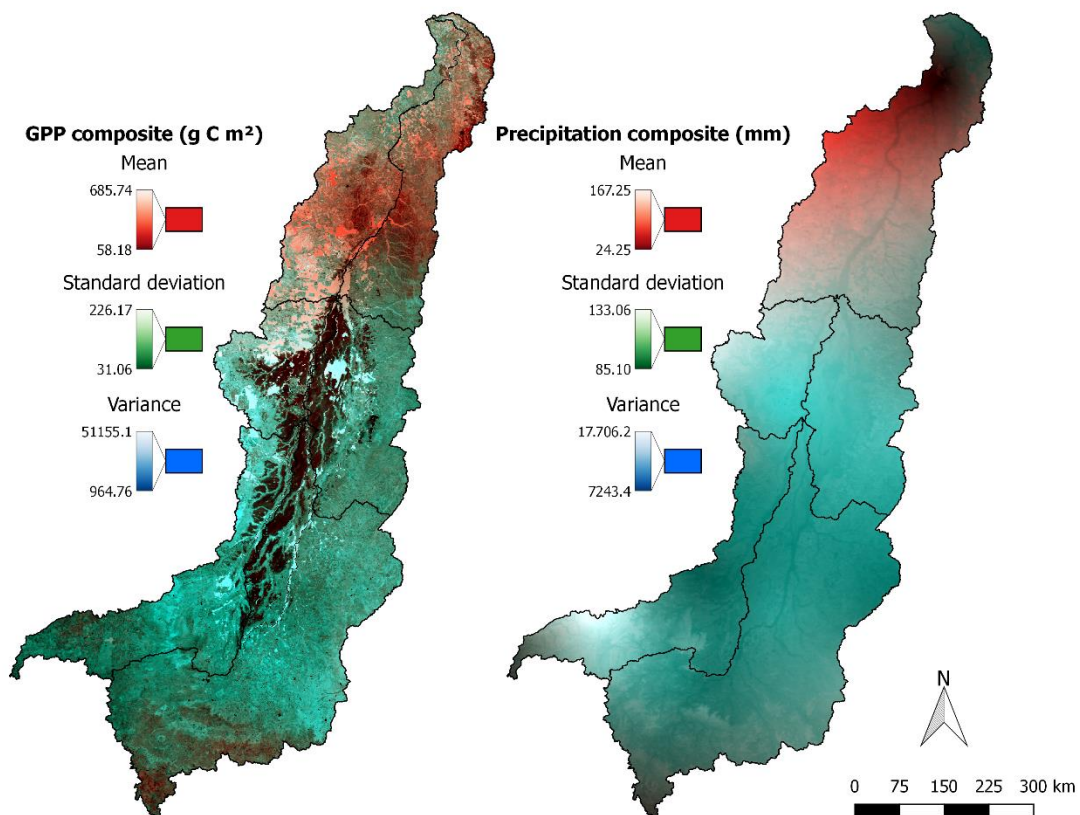 GPP composite (g C m²)
Mean
685.74
58.18
Standard deviation
226.17
31.06
Variance
51155.1
964.76
Precipitation composite (mm)
Mean
167.25
24.25
Standard deviation
133.06
85.10
Variance
17.706.2
7243.4
N
0 75 150 225 300 km